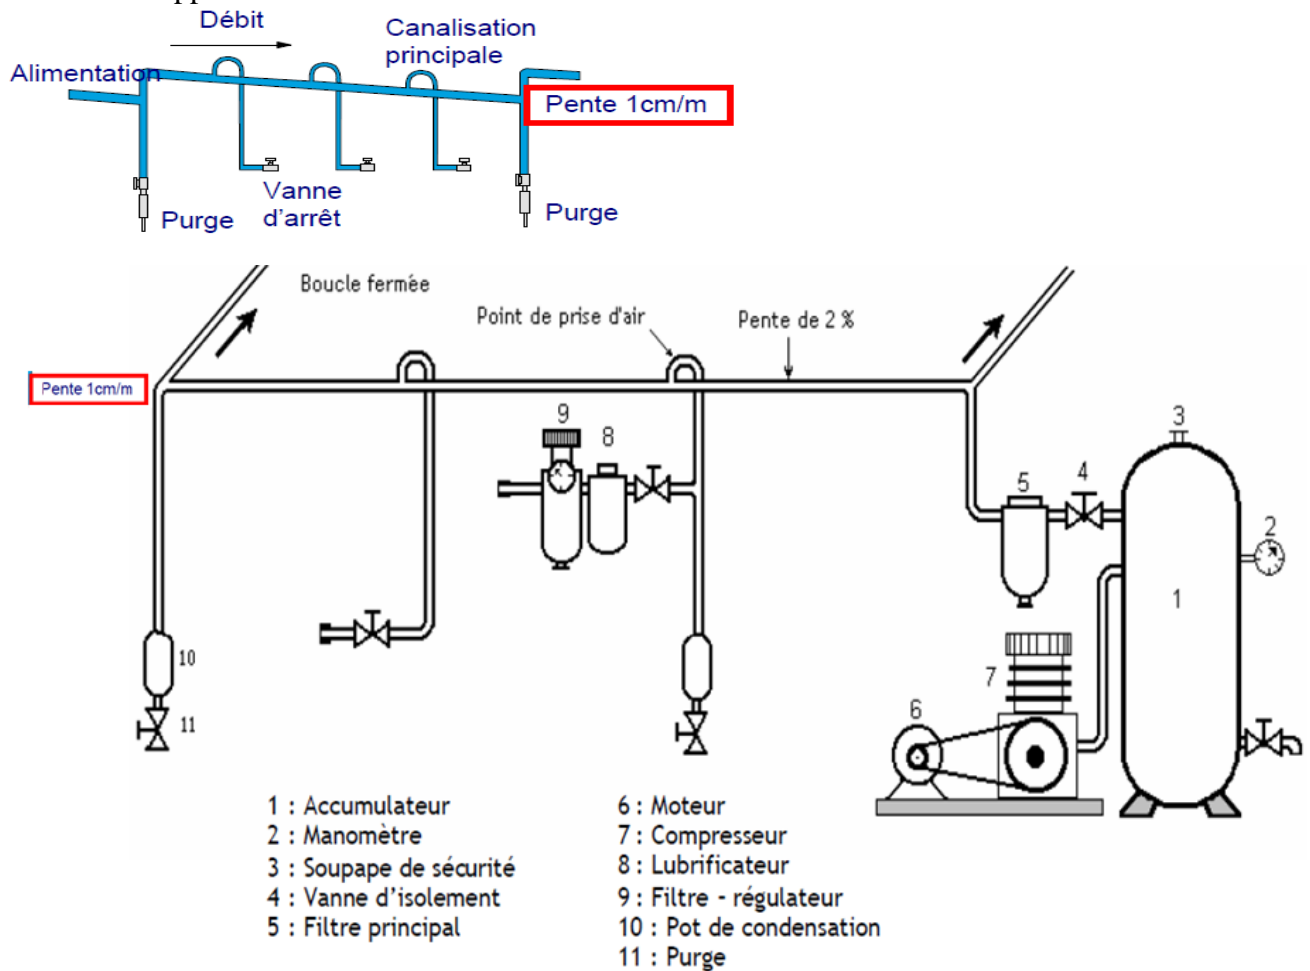 Débit
Canalisation
principale
Alimentation
Pente 1cm/m
Vanne
d'arrêt
Purge
Purge
Boucle fermée
Point de prise d'air
Pente de 2 %
Pente 1cm/m
9
8
3
5
4
2
1
10
7
6
11
1 : Accumulateur
2 : Manomètre
3 : Soupape de sécurité
4 : Vanne d'isolement
5 : Filtre principal
6 : Moteur
7 : Compresseur
8 : Lubrificateur
9 : Filtre - régulateur
10 : Pot de condensation
11 : Purge